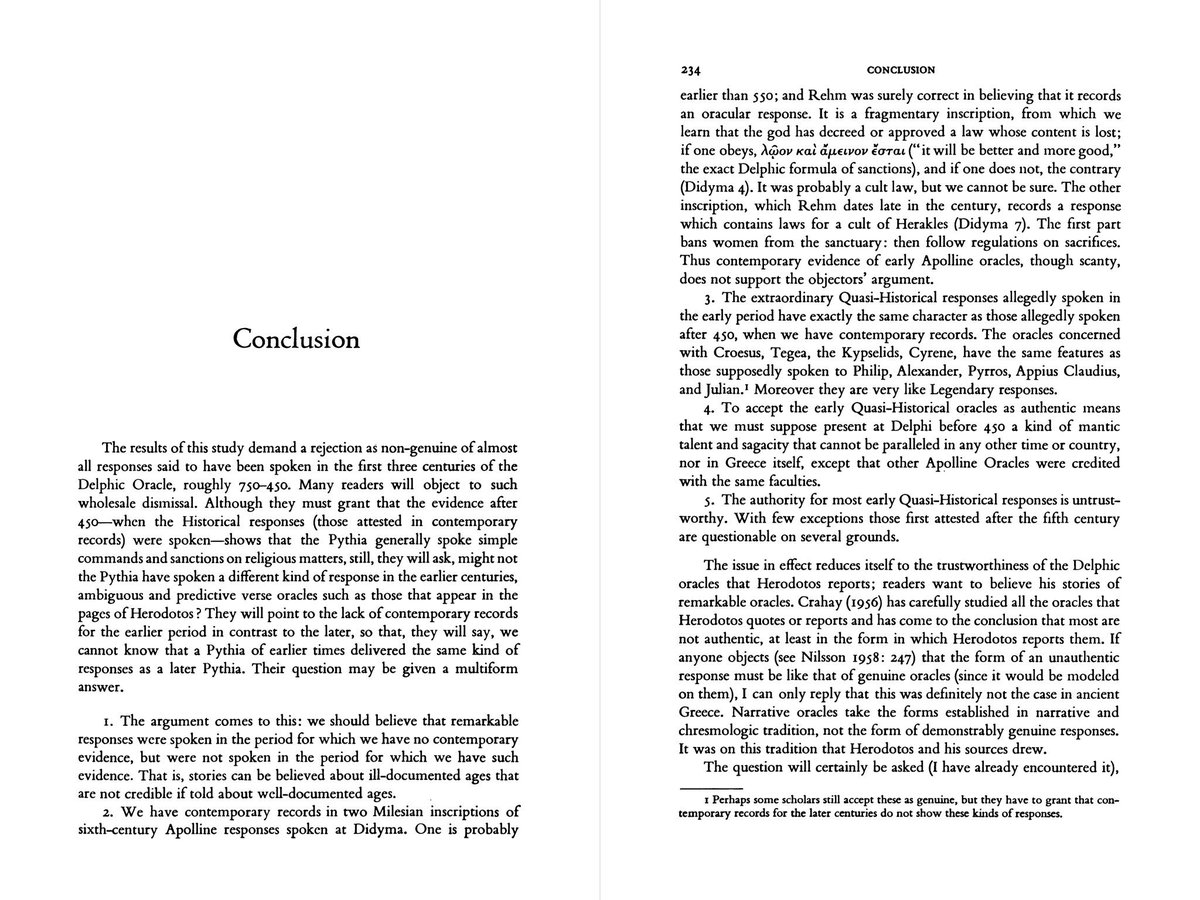 Conclusion
The results of this study demand a rejection as non-genuine of almost
all responses said to have been spoken in the first three centuries of the
Delphic Oracle, roughly 750–450. Many readers will object to such
wholesale dismissal. Although they must grant that the evidence after
450—when the Historical responses (those attested in contemporary
records) were spoken—shows that the Pythia generally spoke simple
commands and sanctions on religious matters, still, they will ask, might not
the Pythia have spoken a different kind of response in the earlier centuries,
ambiguous and predictive verse oracles such as those that appear in the
pages of Herodotos? They will point to the lack of contemporary records
for the earlier period in contrast to the later, so that, they will say, we
cannot know that a Pythia of earlier times delivered the same kind of
responses as a later Pythia. Their question may be given a multiform
answer.
1. The argument comes to this: we should believe that remarkable
responses were spoken in the period for which we have no contemporary
evidence, but were not spoken in the period for which we have such
evidence. That is, stories can be believed about ill-documented ages that
are not credible if told about well-documented ages.
2. We have contemporary records in two Milesian inscriptions of
sixth-century Apolline responses spoken at Didyma. One is probably
234 CONCLUSION
earlier than 550; and Rehm was surely correct in believing that it records
an oracular response. It is a fragmentary inscription, from which we
learn that the god has decreed or approved a law whose content is lost;
if one obeys, λῷον καὶ ἄμεινον ἔσται (“it will be better and more good,”
the exact Delphic formula of sanctions), and if one does not, the contrary
(Didyma 4). It was probably a cult law, but we cannot be sure. The other
inscription, which Rehm dates late in the century, records a response
which contains laws for a cult of Herakles (Didyma 7). The first part
bans women from the sanctuary: then follow regulations on sacrifices.
Thus contemporary evidence of early Apolline oracles, though scanty,
does not support the objectors’ argument.
3. The extraordinary Quasi-Historical responses allegedly spoken in
the early period have exactly the same character as those allegedly spoken
after 450, when we have contemporary records. The oracles concerned
with Croesus, Tegea, the Kypselids, Cyrene, have the same features as
those supposedly spoken to Philip, Alexander, Pyrros, Appius Claudius,
and Julian.1 Moreover they are very like Legendary responses.
4. To accept the early Quasi-Historical oracles as authentic means
that we must suppose present at Delphi before 450 a kind of mantic
talent and sagacity that cannot be paralleled in any other time or country,
nor in Greece itself, except that other Apolline Oracles were credited
with the same faculties.
5. The authority for most early Quasi-Historical responses is untrust-
worthy. With few exceptions those first attested after the fifth century
are questionable on several grounds.
The issue in effect reduces itself to the trustworthiness of the Delphic
oracles that Herodotos reports; readers want to believe his stories of
remarkable oracles. Crahay (1956) has carefully studied all the oracles that
Herodotos quotes or reports and has come to the conclusion that most are
not authentic, at least in the form in which Herodotos reports them. If
anyone objects (see Nilsson 1958: 247) that the form of an unauthentic
response must be like that of genuine oracles (since it would be modeled
on them), I can only reply that this was definitely not the case in ancient
Greece. Narrative oracles take the forms established in narrative and
chresmologic tradition, not the form of demonstrably genuine responses.
It was on this tradition that Herodotos and his sources drew.
The question will certainly be asked (I have already encountered it),
1 Perhaps some scholars still accept these as genuine, but they have to grant that con-
temporary records for the later centuries do not show these kinds of responses.